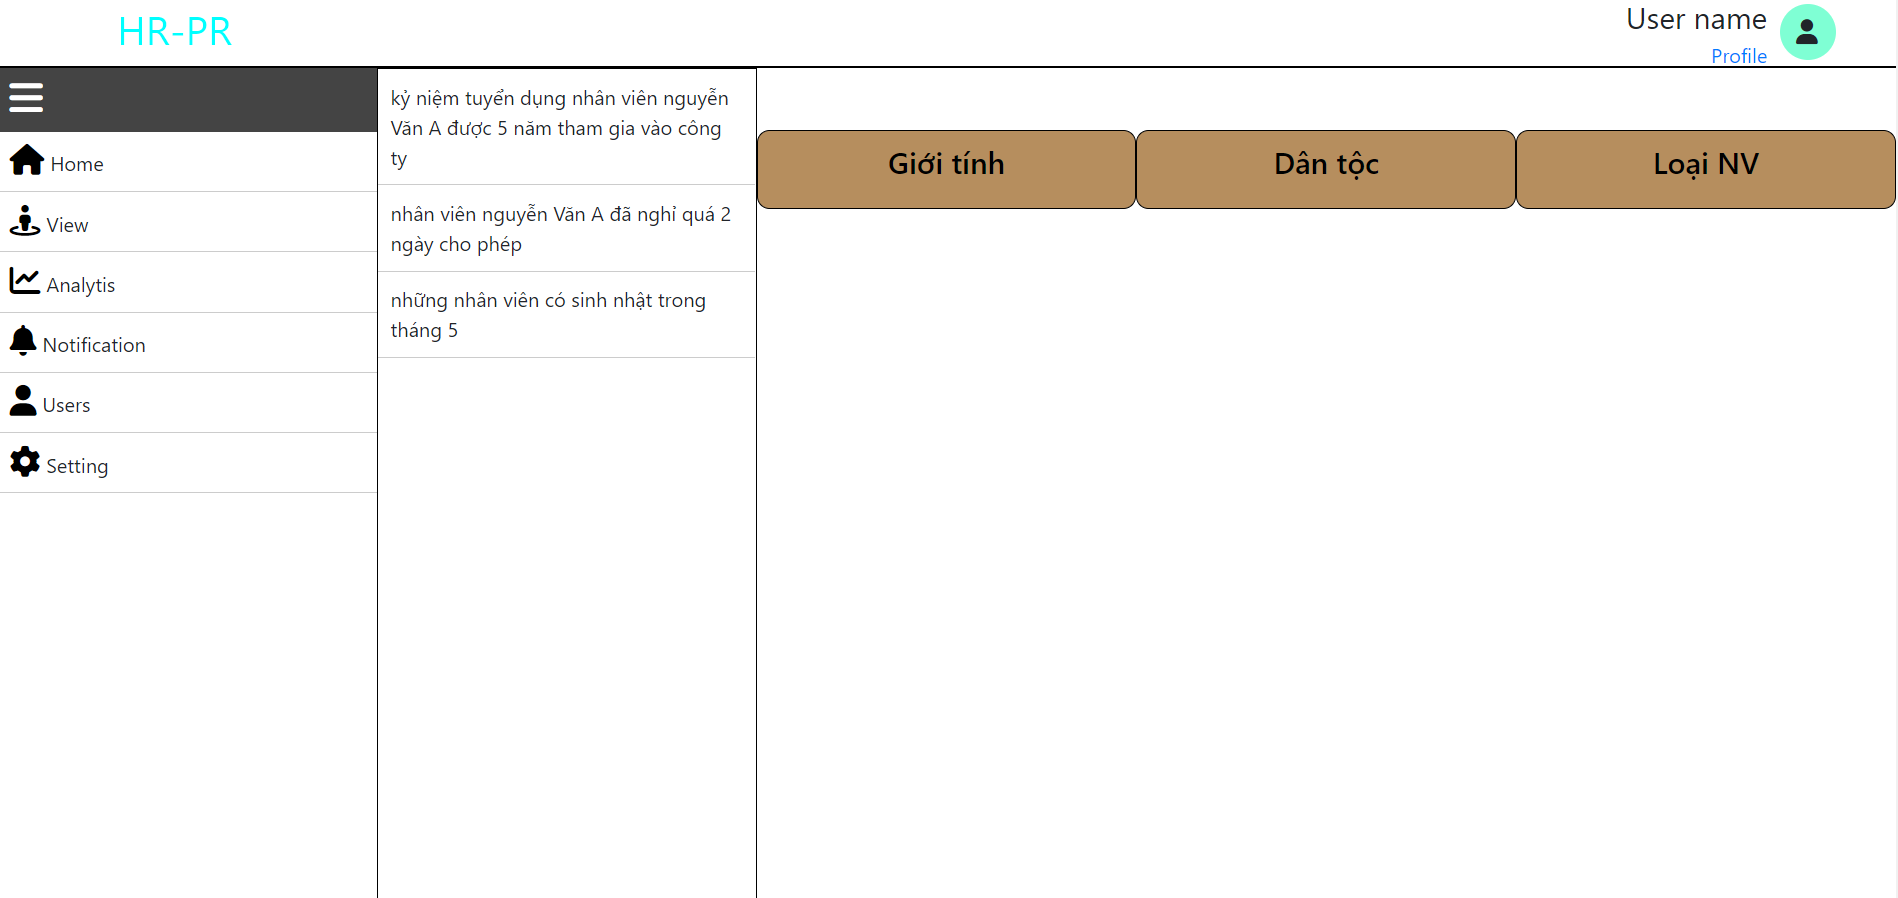 HR-PR
User name
Profile
Home
View
Analytis
Notification
Users
Setting
kỷ niệm tuyển dụng nhân viên nguyễn
Văn A được 5 năm tham gia vào công
ty
nhân viên nguyễn Văn A đã nghỉ quá 2
ngày cho phép
những nhân viên có sinh nhật trong
tháng 5
Giới tính
Dân tộc
Loại NV